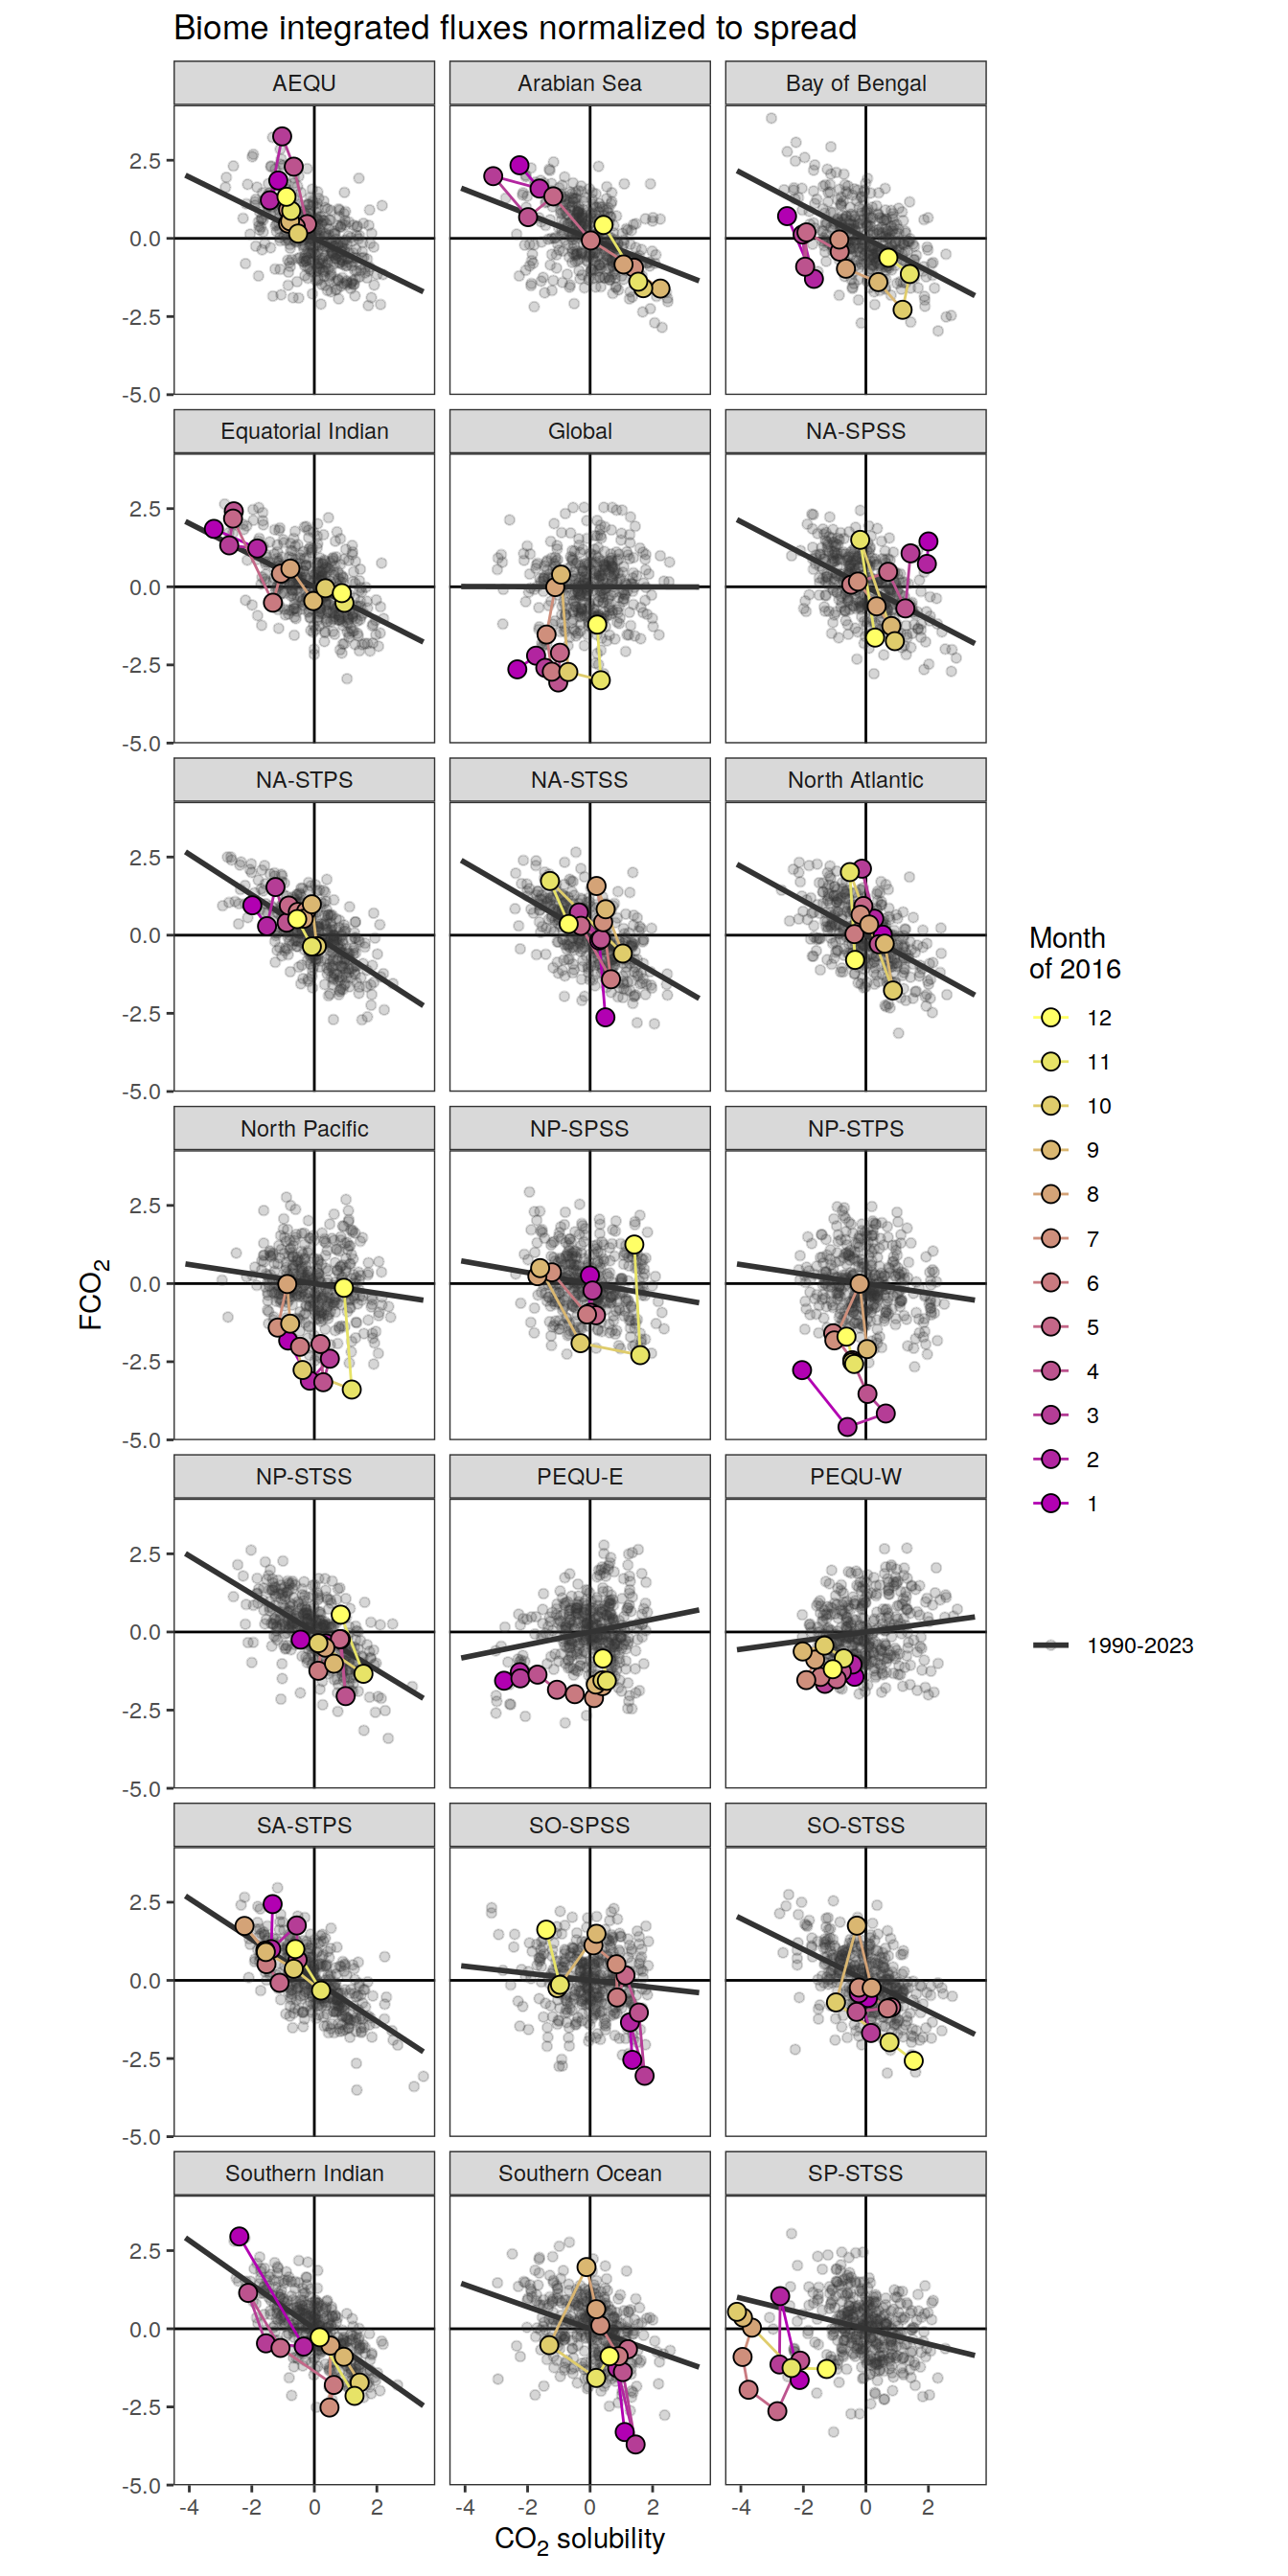 Biome integrated fluxes normalized to spread
AEQU
Arabian Sea
Bay of Bengal
2.5
0.0
-2.5
-5.0
Equatorial Indian
Global
NA-SPSS
2.5
0.0
-2.5
-5.0
NA-STPS
NA-STSS
North Atlantic
2.5
0.0
-2.5
-5.0
North Pacific
NP-SPSS
NP-STPS
2.5
0.0
-2.5
-5.0
NP-STSS
PEQU-E
PEQU-W
2.5
0.0
-2.5
-5.0
SA-STPS
SO-SPSS
SO-STSS
2.5
0.0
-2.5
-5.0
Southern Indian
Southern Ocean
SP-STSS
2.5
0.0
-2.5
-5.0
-4 -2 0 2
-4 -2 0 2
-4 -2 0 2
CO₂ solubility
FCO₂
Month
of 2016
12
11
10
9
8
7
6
5
4
3
2
1
1990-2023